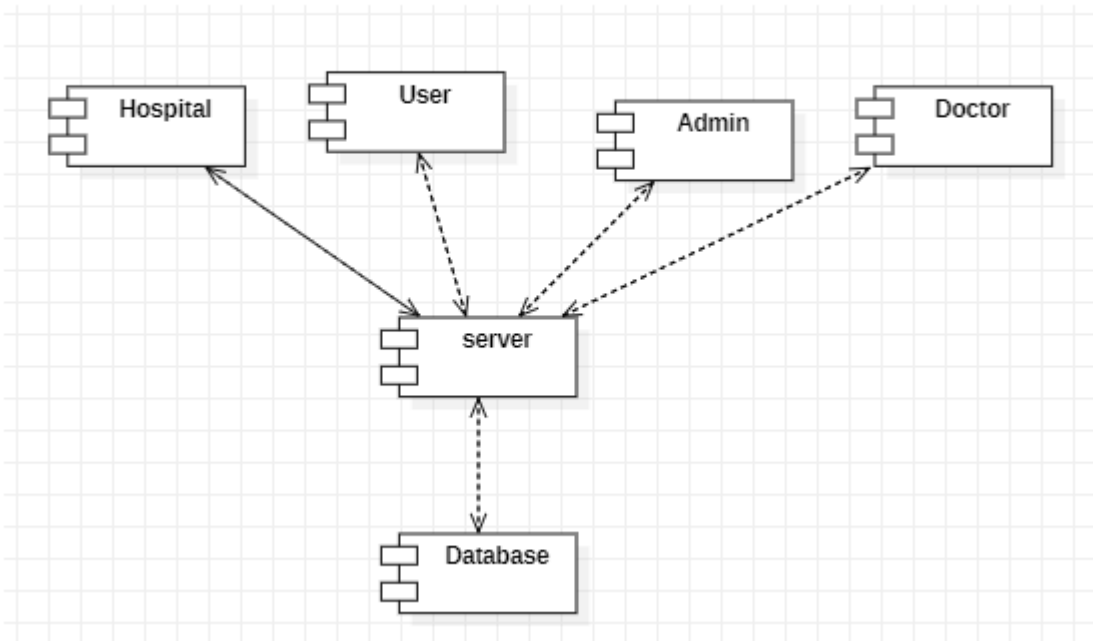 Hospital
User
Admin
Doctor
server
Database